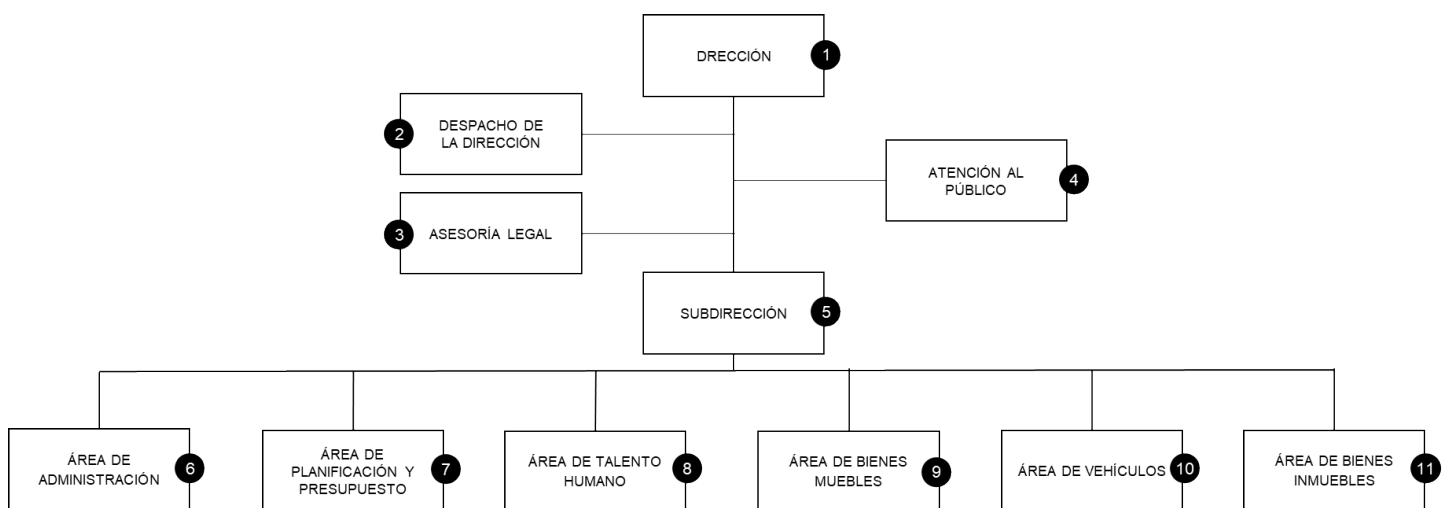 DRECCIÓN
1
2
DESPACHO DE
LA DIRECCIÓN
ATENCIÓN AL
PÚBLICO
4
3
ASESORÍA LEGAL
SUBDIRECCIÓN
5
ÁREA DE
ADMINISTRACIÓN
6
ÁREA DE
PLANIFICACIÓN Y
PRESUPUESTO
7
ÁREA DE TALENTO
HUMANO
8
ÁREA DE BIENES
MUEBLES
9
ÁREA DE VEHÍCULOS
10
ÁREA DE BIENES
INMUEBLES
11